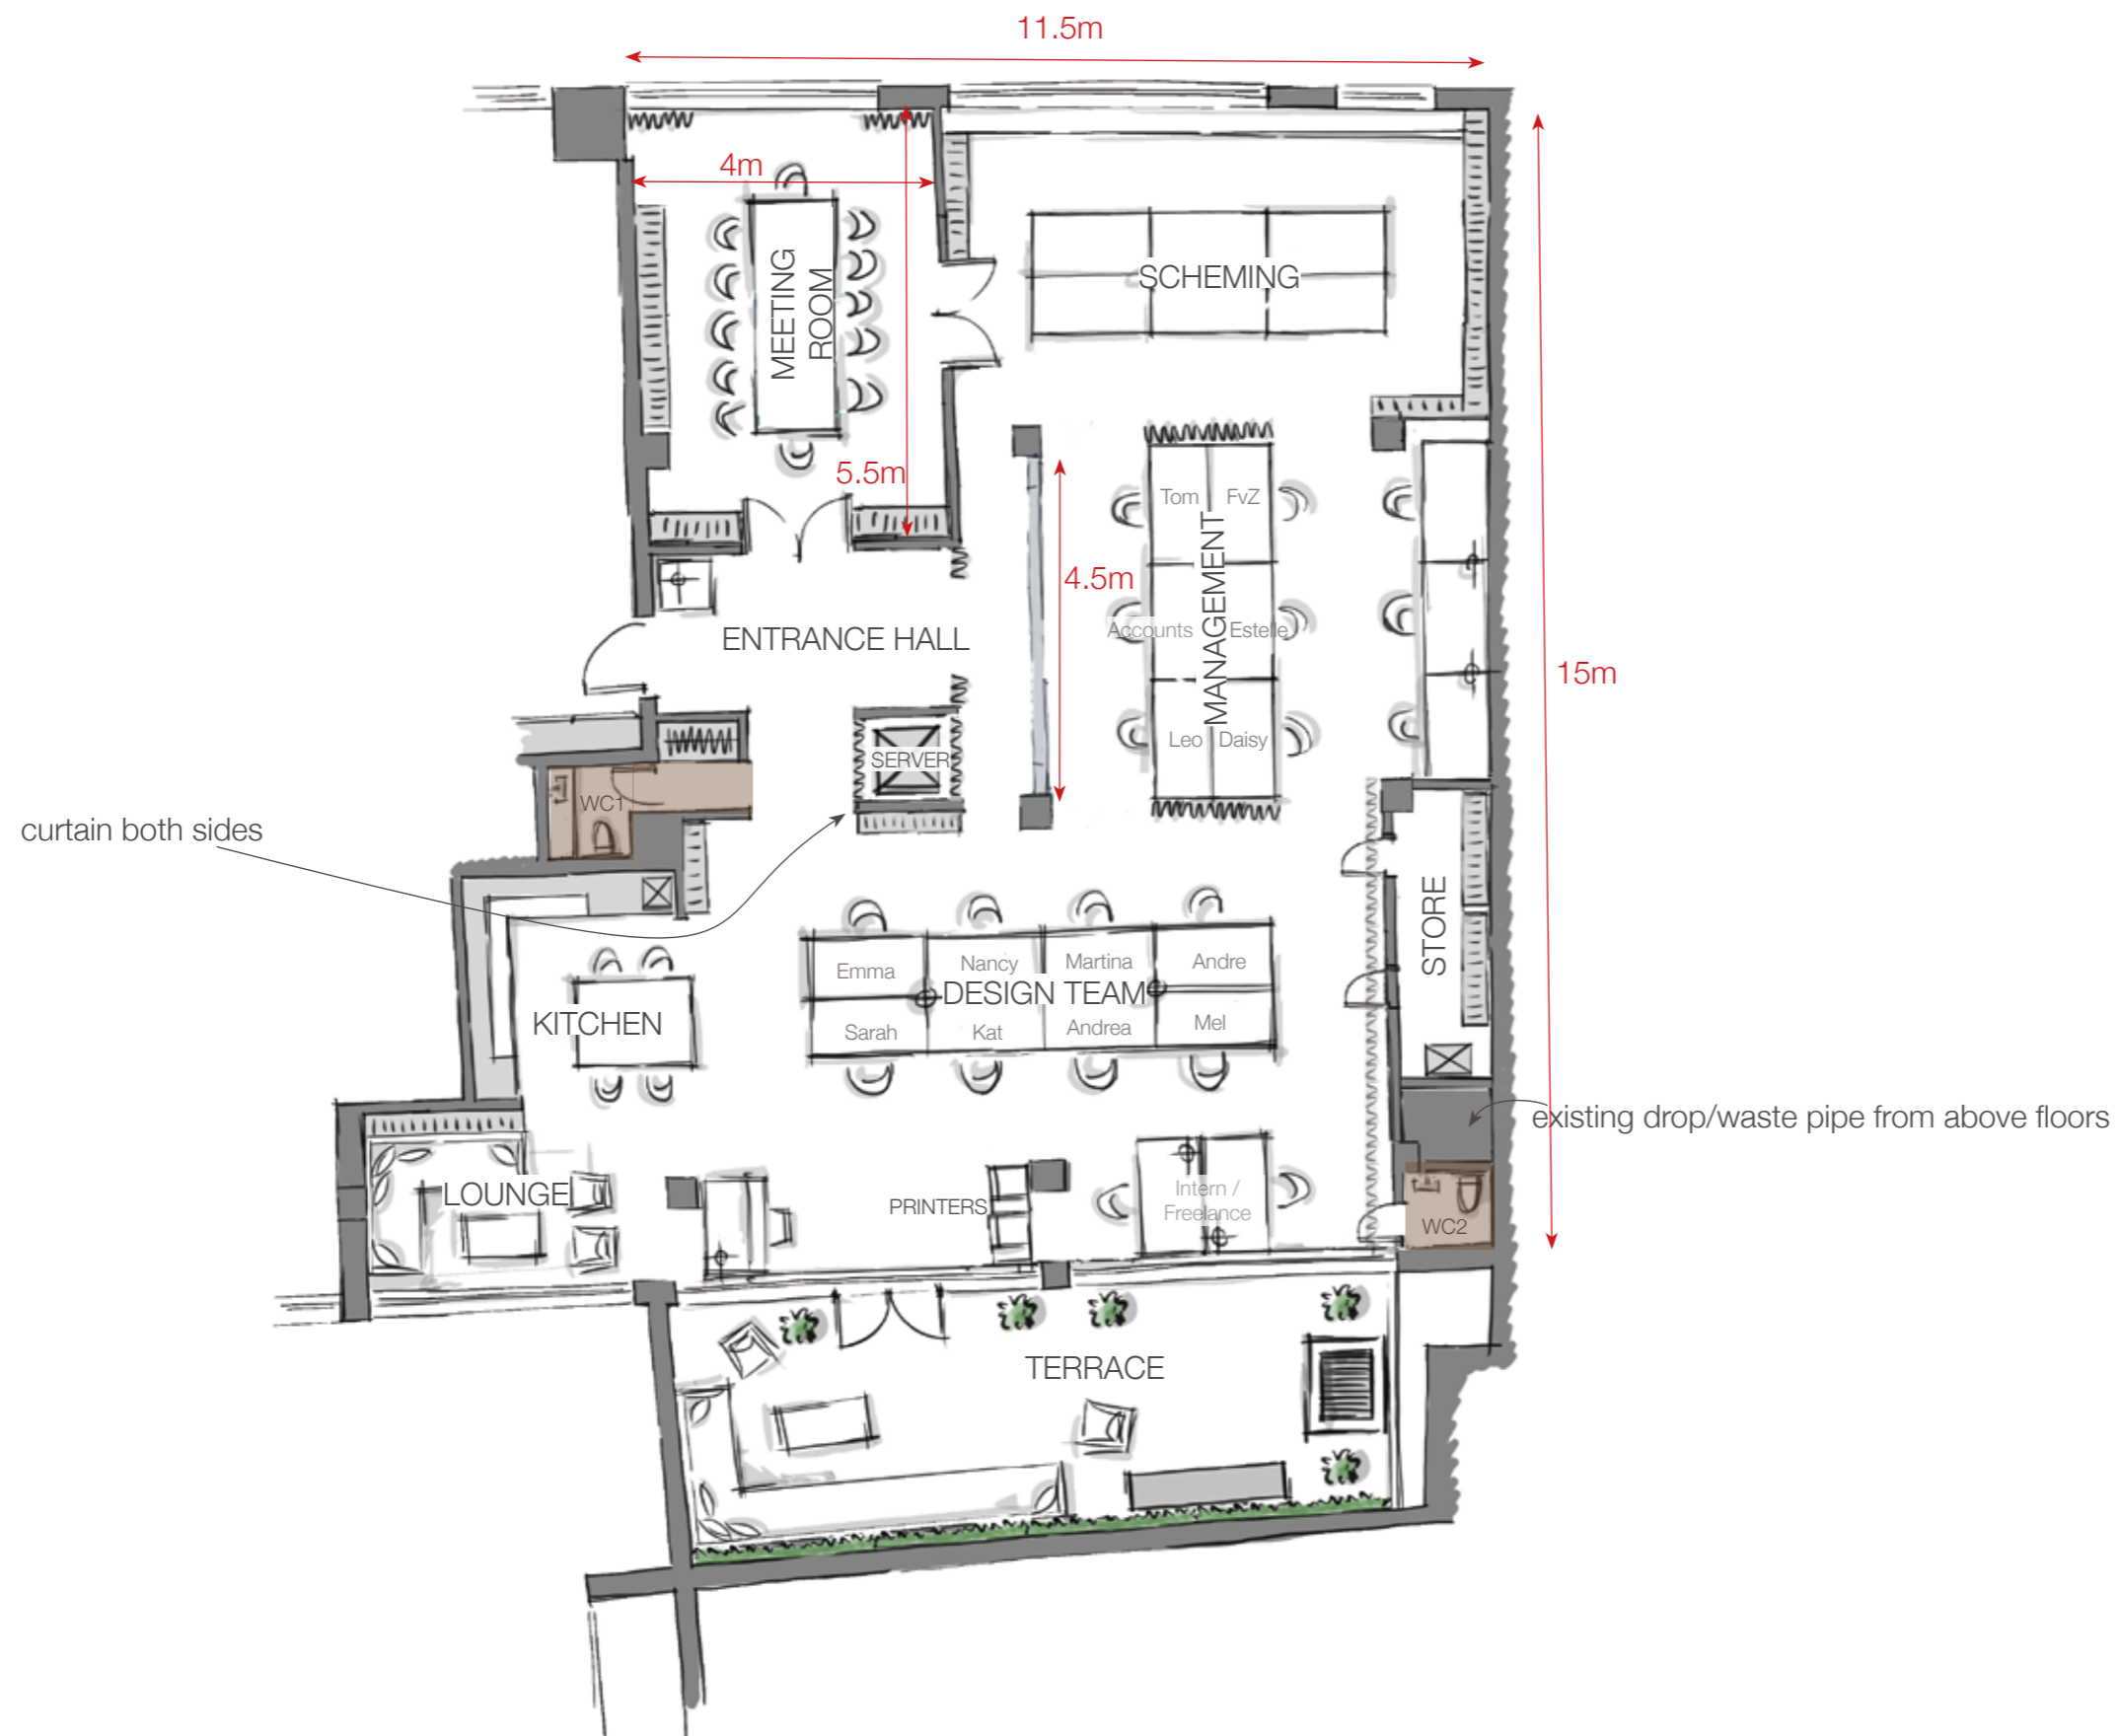 11.5m
4m
MEETING
ROOM
SCHEMING
5.5m
Tom
FvZ
4.5m
MANAGEMENT
Accounts
Estelle
ENTRANCE HALL
15m
Leo
Daisy
SERVER
WC1
curtain both sides
STORE
Emma
Nancy
Martina
Andre
DESIGN TEAM
KITCHEN
Sarah
Kat
Andrea
Mel
existing drop/waste pipe from above floors
LOUNGE
PRINTERS
Intern /
Freelance
WC2
TERRACE